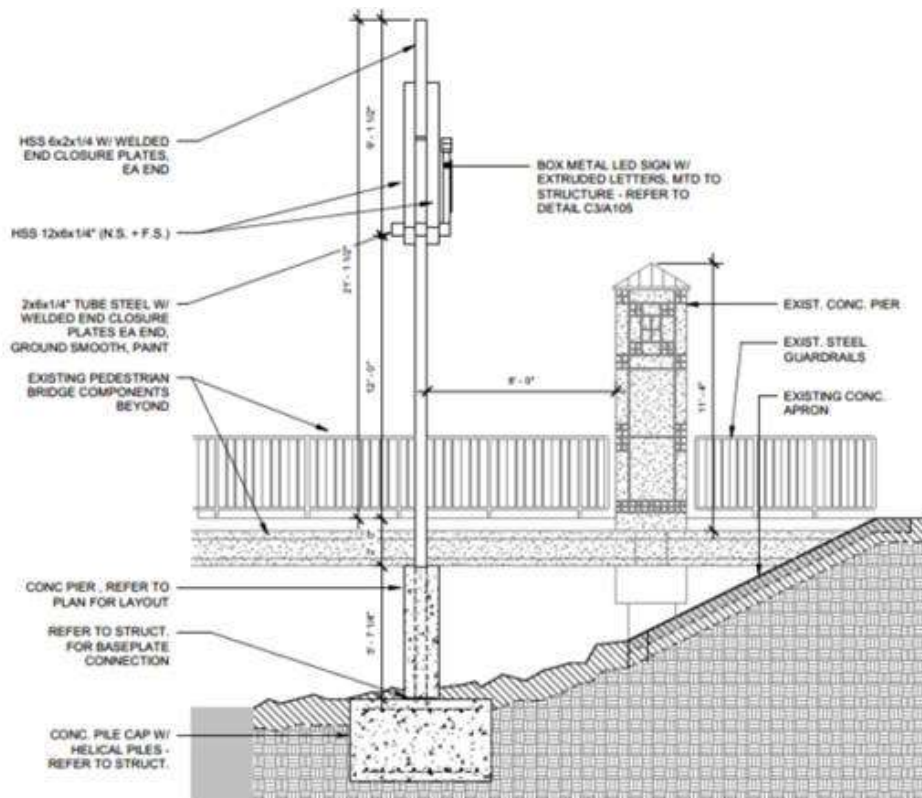 HSS 6x2x1/4 W/ WELDED
END CLOSURE PLATES,
EA END
HSS 12x6x1/4" (N.S. + F.S.)
2x6x1/4" TUBE STEEL W/
WELDED END CLOSURE
PLATES EA END,
GROUND SMOOTH, PAINT
EXISTING PEDESTRIAN
BRIDGE COMPONENTS
BEYOND
CONC PIER , REFER TO
PLAN FOR LAYOUT
REFER TO STRUCT.
FOR BASEPLATE
CONNECTION
CONC. PILE CAP W/
HELICAL PILES -
REFER TO STRUCT.
9' - 1 1/2"
21' - 1 1/2"
12' - 0"
2' - 0"
5' - 7 1/4"
8' - 0"
11' - 4"
BOX METAL LED SIGN W/
EXTRUDED LETTERS, MTD TO
STRUCTURE - REFER TO
DETAIL C3/A105
EXIST. CONC. PIER
EXIST. STEEL
GUARDRAILS
EXISTING CONC.
APRON